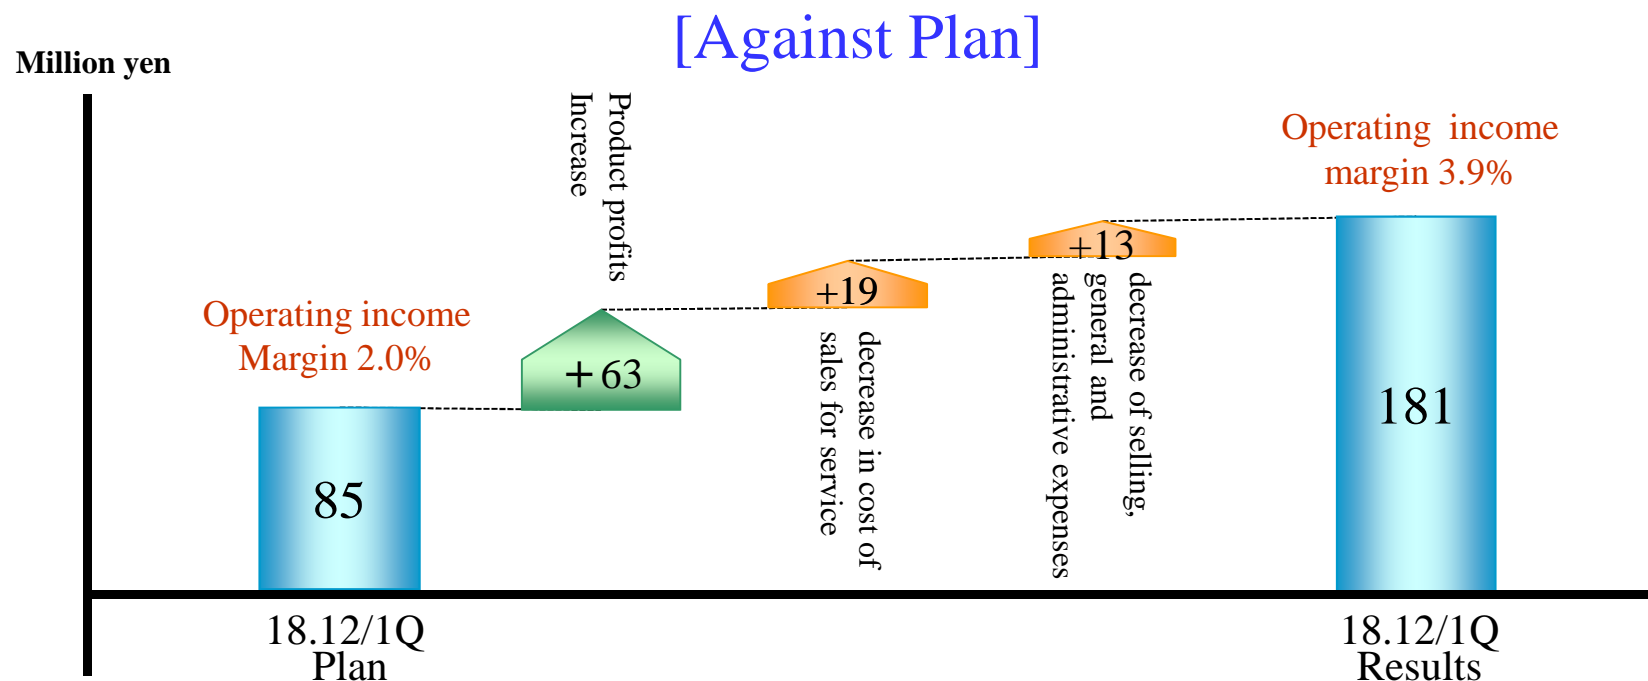 [Against Plan]
Million yen
Product profits
Increase
Operating income
margin 3.9%
+13
+19
decrease of selling,
general and
administrative expenses
Operating income
Margin 2.0%
decrease in cost of
sales for service
+63
181
85
18.12/1Q
Plan
18.12/1Q
Results